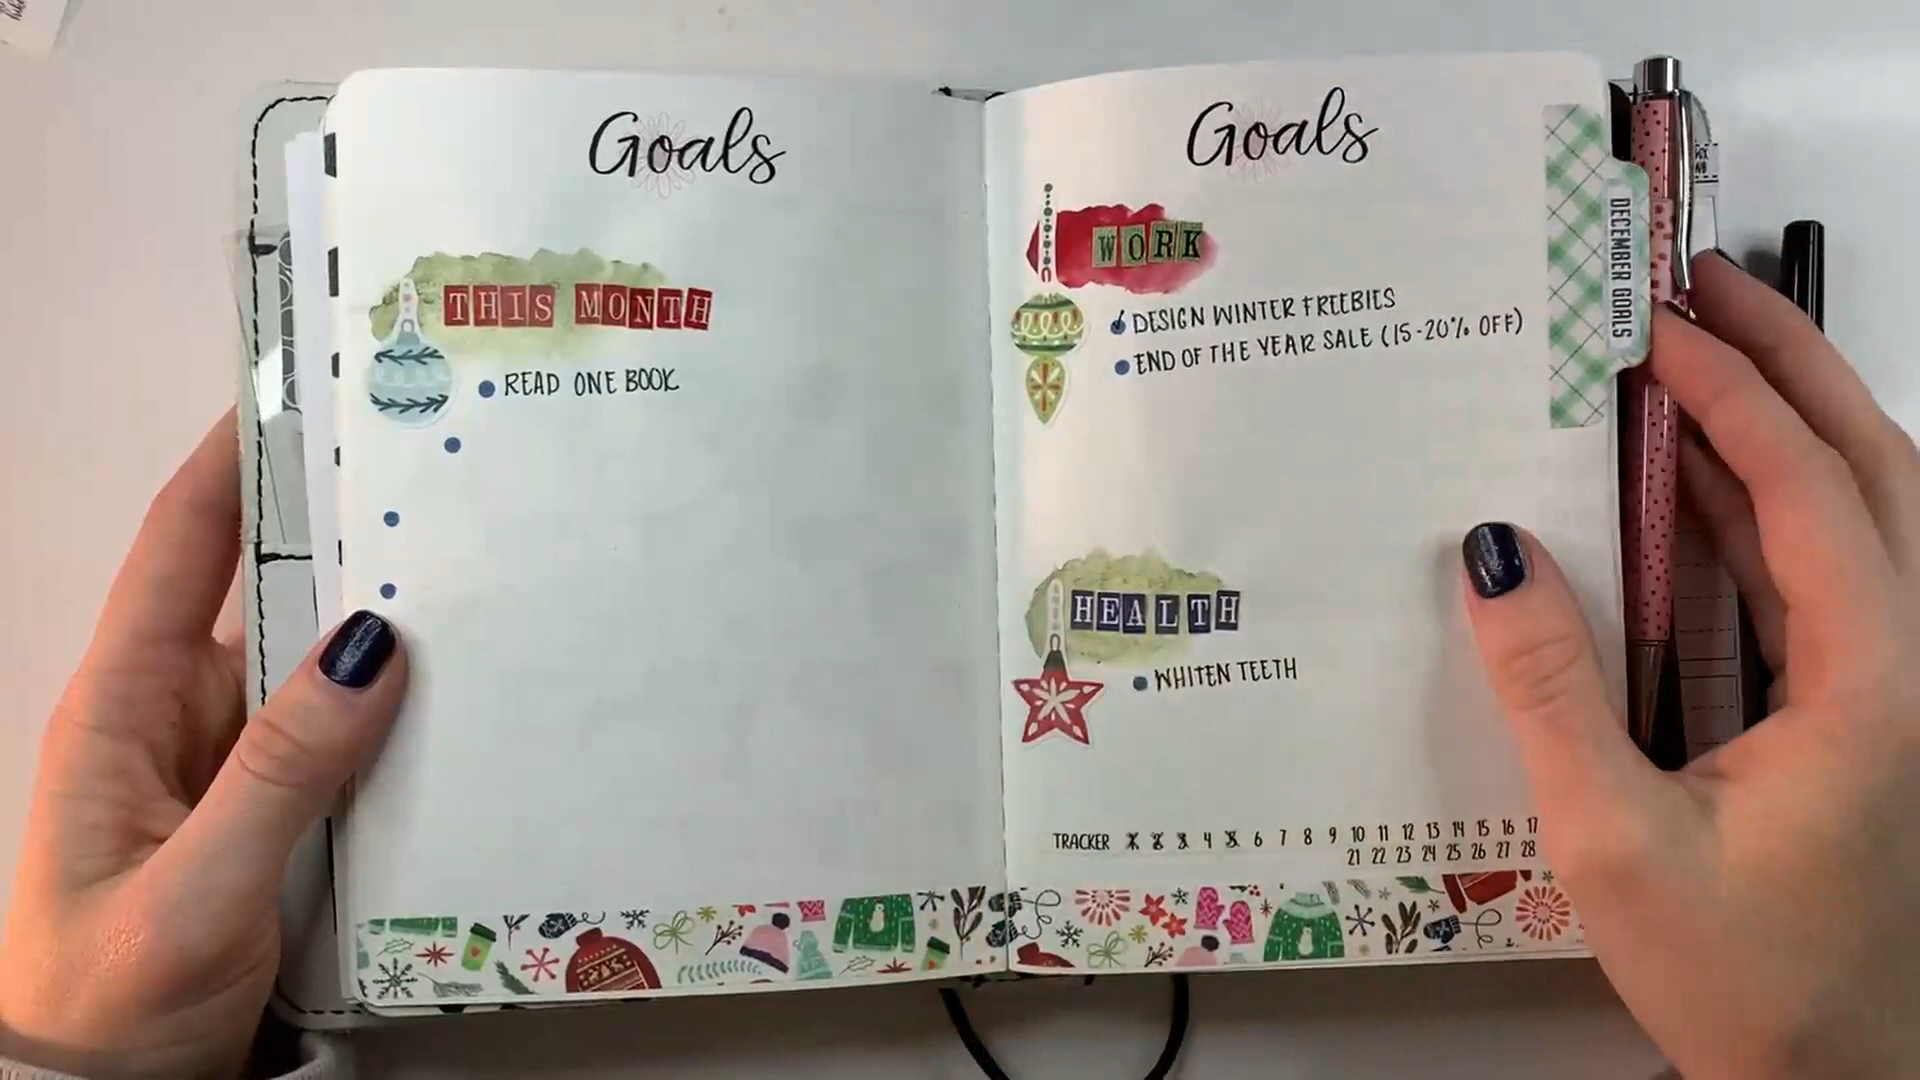 Goals
THIS MONTH
READ ONE BOOK
Goals
WORK
DESIGN WINTER FREEBIES
END OF THE YEAR SALE (15-20% OFF)
HEALTH
WHITEN TEETH
TRACKER 4 6 7 8 9 10 11 12 13 14 15 16 17
21 22 23 24 25 26 27 28
DECEMBER GOALS